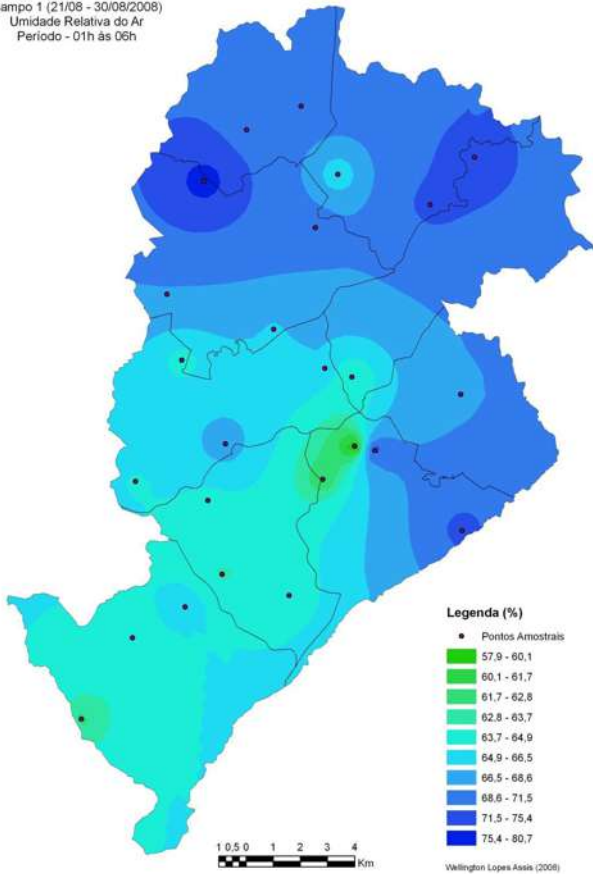 ampo 1 (21/08 - 30/08/2008)
Umidade Relativa do Ar
Período - 01h às 06h
Legenda (%)
Pontos Amostrais
57,9 - 60,1
60,1 - 61,7
61,7 - 62,8
62,8 - 63,7
63,7 - 64,9
64,9 - 66,5
66,5 - 68,6
68,6 - 71,5
71,5 - 75,4
75,4 - 80,7
1 0,5 0 1 2 3 4
Km
Wellington Lopes Assis (2008)